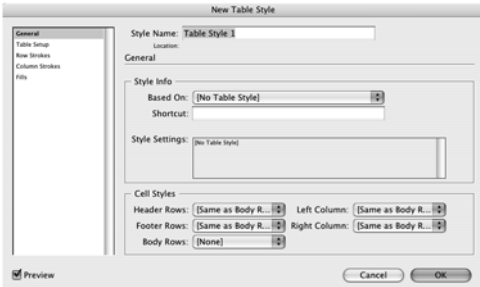 New Table Style
General
Table Setup
Row Strokes
Column Strokes
Fills
Style Name: Table Style 1
Location:
General
Style Info
Based On: [No Table Style]
Shortcut:
Style Settings: [No Table Style]
Cell Styles
Header Rows: [Same as Body R... Left Column: [Same as Body R...
Footer Rows: [Same as Body R... Right Column: [Same as Body R...
Body Rows: [None]
Preview Cancel OK